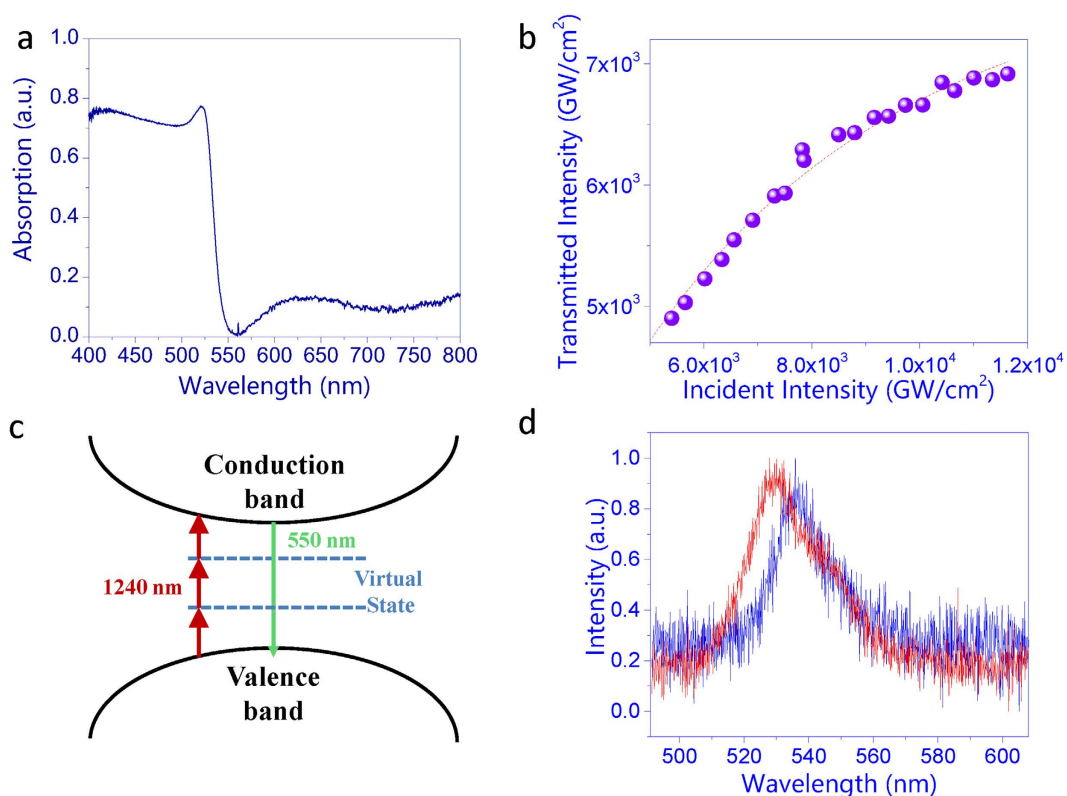 a
1.0
0.8
0.6
0.4
0.2
0.0
Absorption (a.u.)
400 450 500 550 600 650 700 750 800
Wavelength (nm)
b
7x10³
6x10³
5x10³
Transmitted Intensity (GW/cm²)
6.0x10³ 8.0x10³ 1.0x10⁴ 1.2x10⁴
Incident Intensity (GW/cm²)
c
Conduction
band
550 nm
1240 nm
Virtual
State
Valence
band
d
1.0
0.8
0.6
0.4
0.2
0.0
Intensity (a.u.)
500 520 540 560 580 600
Wavelength (nm)